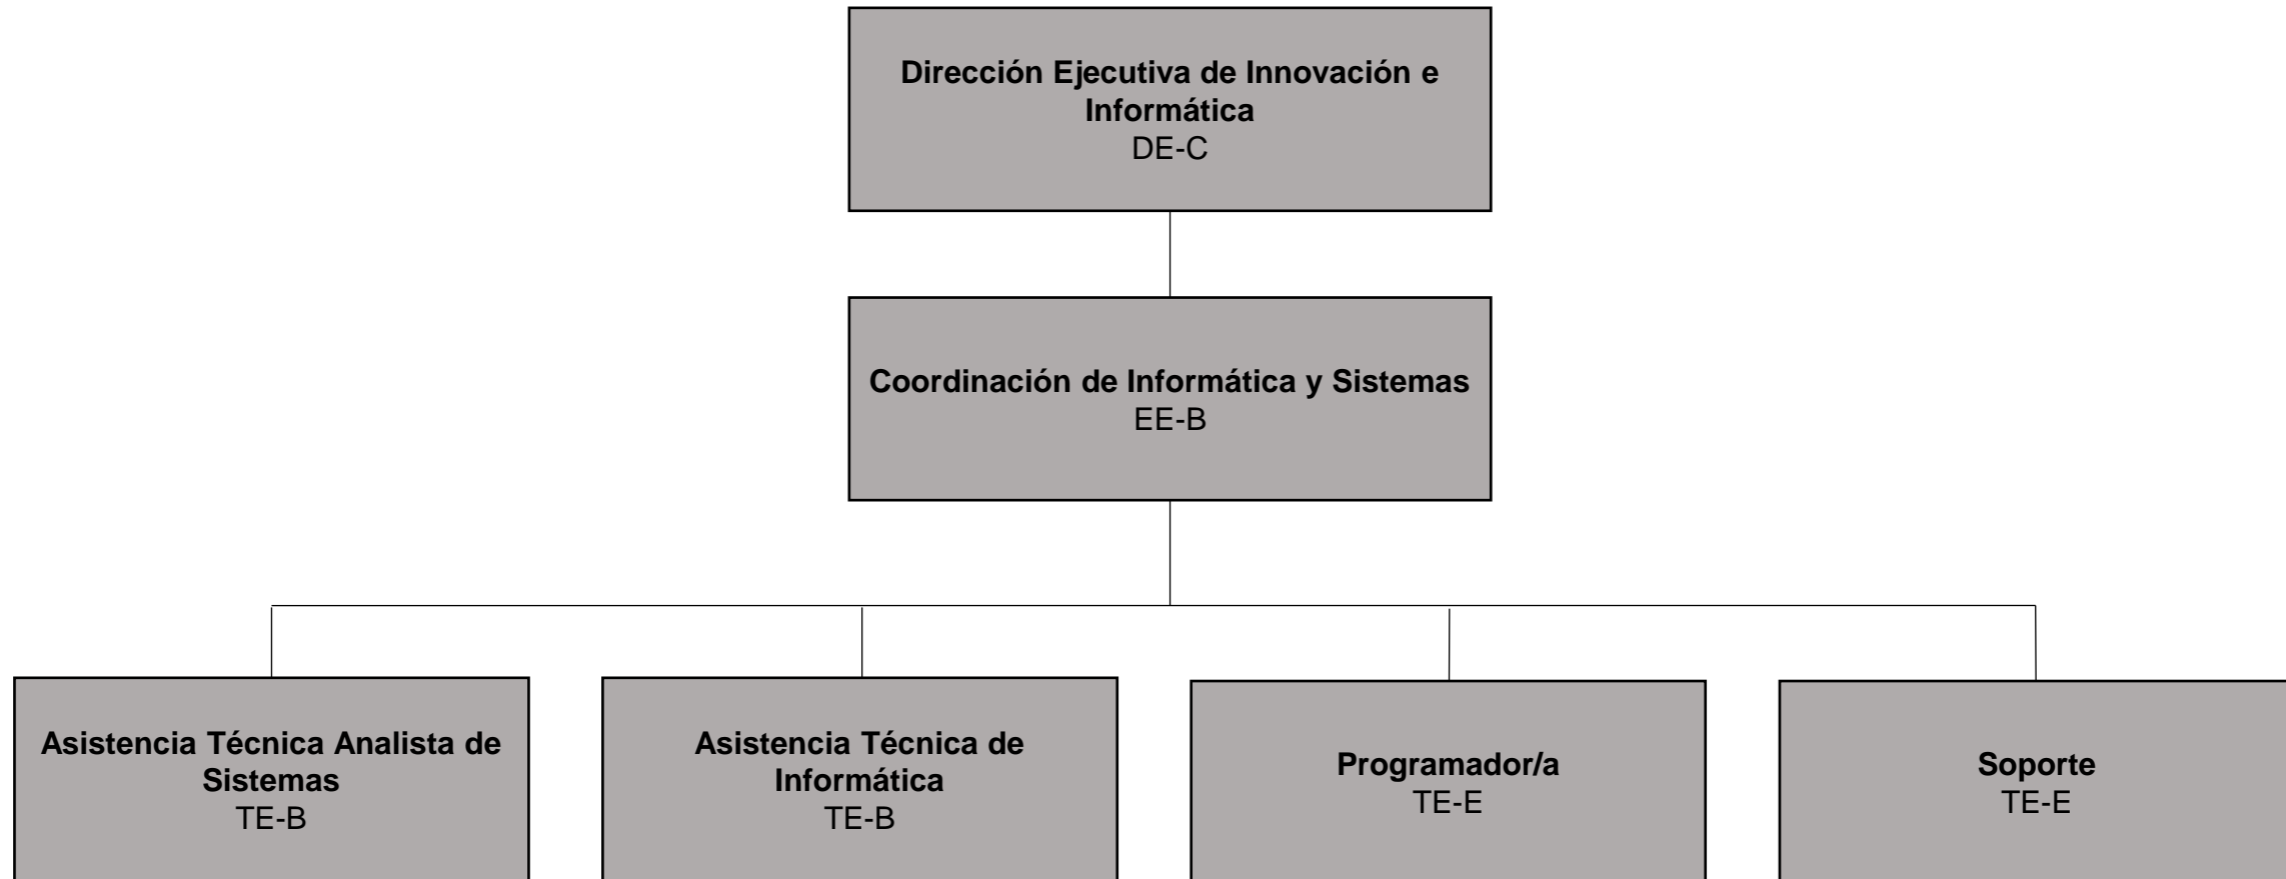 Dirección Ejecutiva de Innovación e
Informática
DE-C
Coordinación de Informática y Sistemas
EE-B
Asistencia Técnica Analista de
Sistemas
TE-B
Asistencia Técnica de
Informática
TE-B
Programador/a
TE-E
Soporte
TE-E